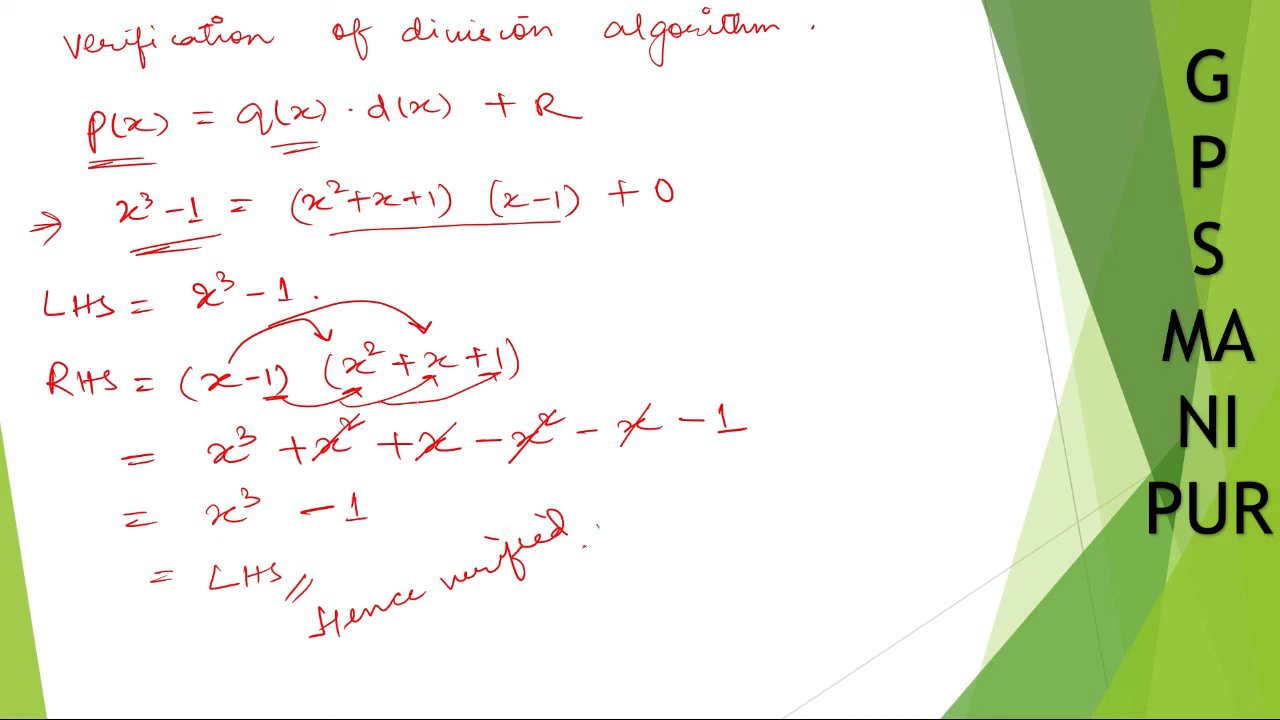 verification of division algorithm.
p(x) = q(x) · d(x) + R
⇒ x³ - 1 = (x² + x + 1) (x - 1) + 0
LHS = x³ - 1.
RHS = (x - 1) (x² + x + 1)
= x³ + x² + x - x² - x - 1
= x³ - 1
= LHS //
Hence verified.
G
P
S
MA
NI
PUR